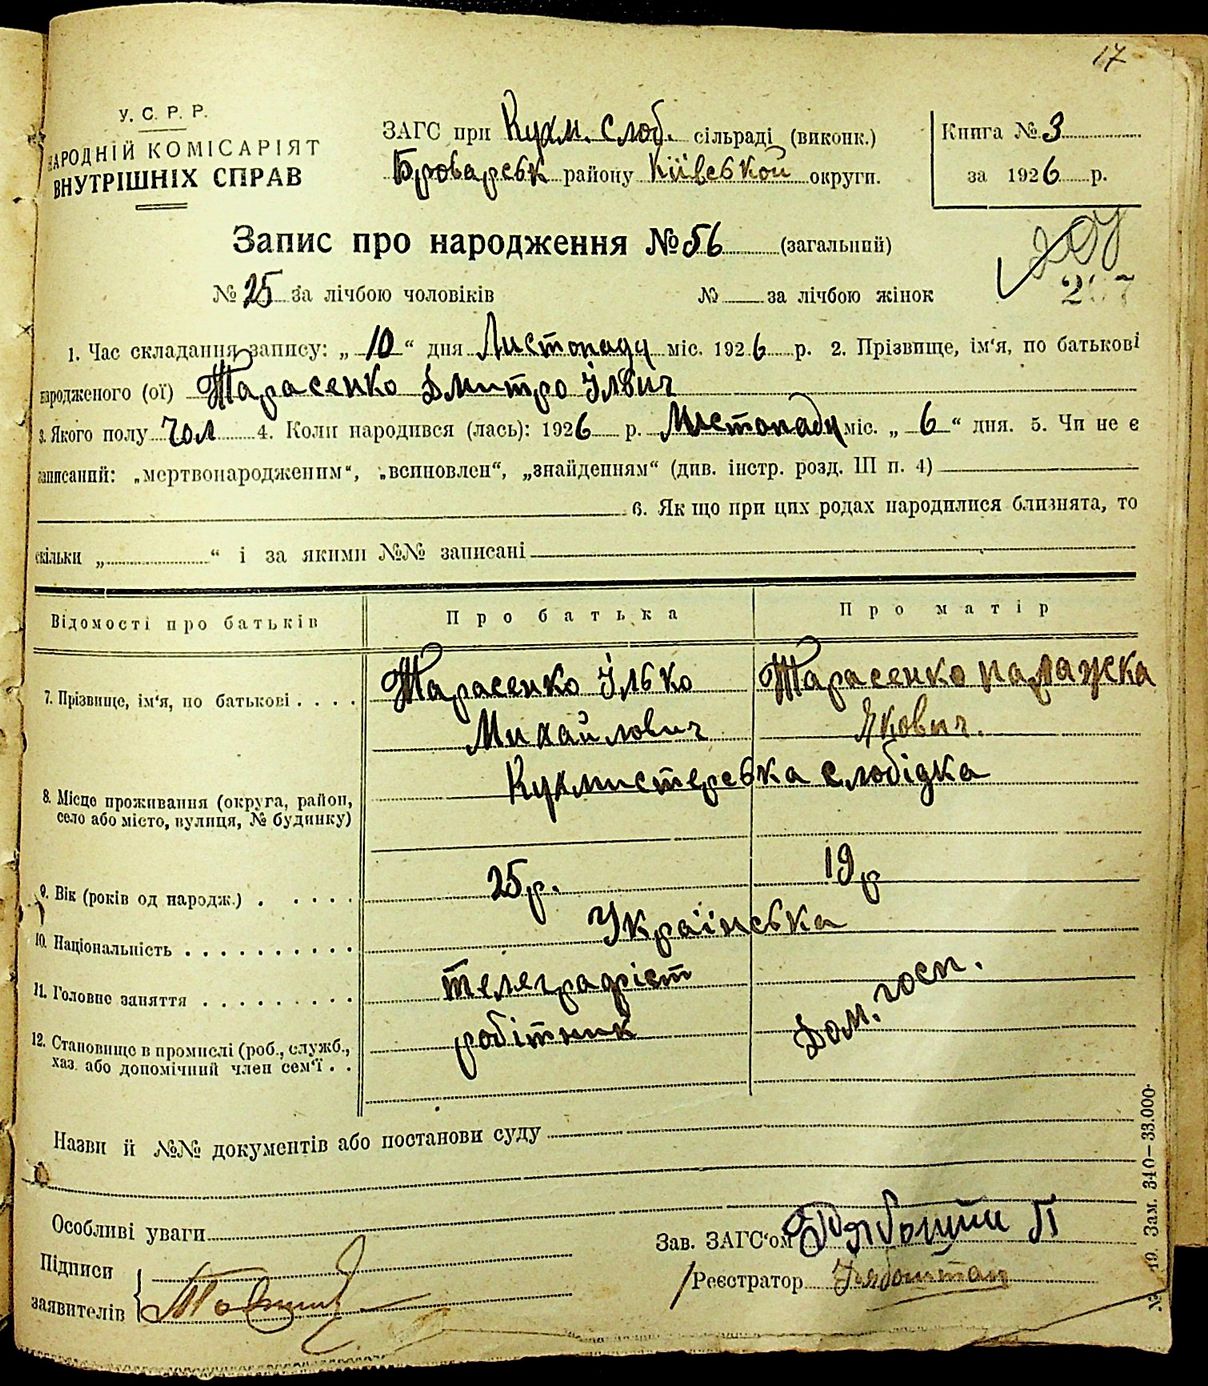 17
У. С. Р. Р.
НАРОДНІЙ КОМІСАРІЯТ
ВНУТРІШНІХ СПРАВ
ЗАГС при Кухм. Слоб. сільраді (виконк.)
Броварськ району Київської округи.
Книга № 3
за 1926 р.
Запис про народження № 56 (загальний)
№ 25 за лічбою чоловіків № за лічбою жінок
1. Час складання запису: „10“ дня Листопаду міс. 1926 р. 2. Прізвище, ім‘я, по батькові
народженого (ої) Тарасенко Дмитро Ілвич
3. Якого полу чол 4. Коли народився (лась): 1926 р. Листопаду міс. „6“ дня. 5. Чи не є
записаний: „мертвонародженим“, „всиновлен“, „знайденням“ (див. інстр. розд. III п. 4)
6. Як що при цих родах народилися близнята, то
скільки „ “ і за якими №№ записані
Відомості про батьків Про батька Про матір
7. Прізвище, ім‘я, по батькові . . . . Тарасенко Ілько Тарасенко Палажка
Михайлович Якович.
8. Місце проживання (округа, район, Кухмистерська слобідка
село або місто, вулиця, № будинку)
9. Вік (років од народж.) . . . . . 25р. 19р
10. Національність . . . . . . . . . Українська
11. Головне заняття . . . . . . . . . телеграфіст Дом. госп.
12. Становище в промислі (роб., служб., робітник
хаз. або допомічний член сем‘ї . .
Назви й №№ документів або постанови суду
Особливі уваги
Зав. ЗАГС‘ом
Підписи
заявителів
Реєстратор
19. Зам. 340—33.000.